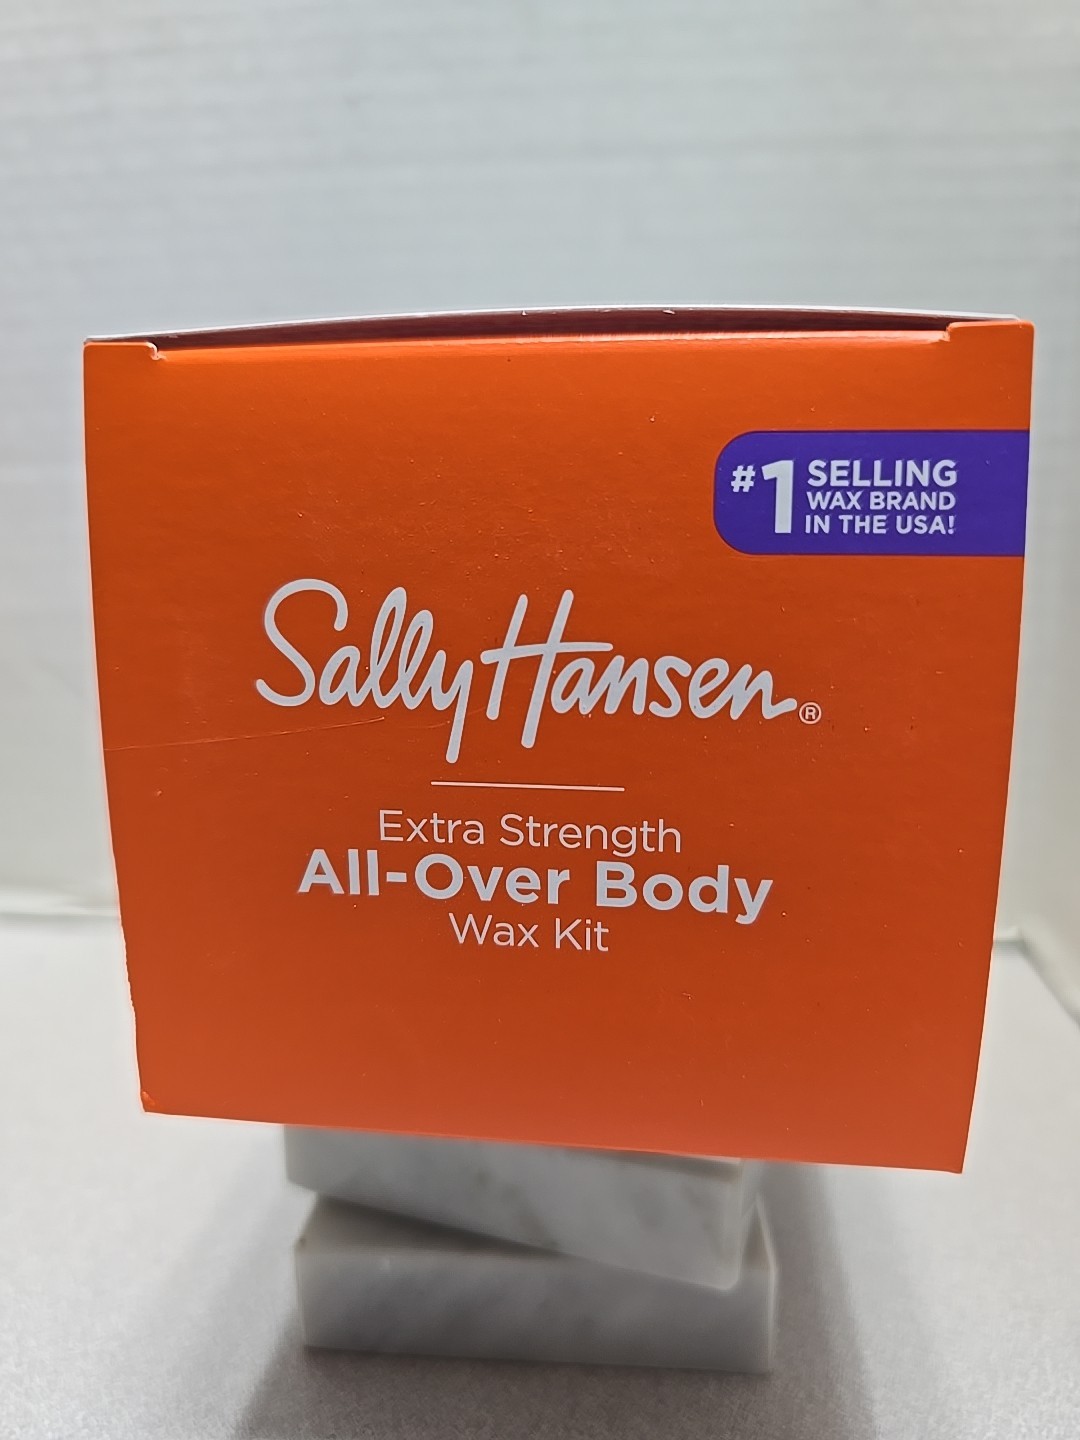 #1 SELLING
WAX BRAND
IN THE USA!
Sally Hansen®
Extra Strength
All-Over Body
Wax Kit